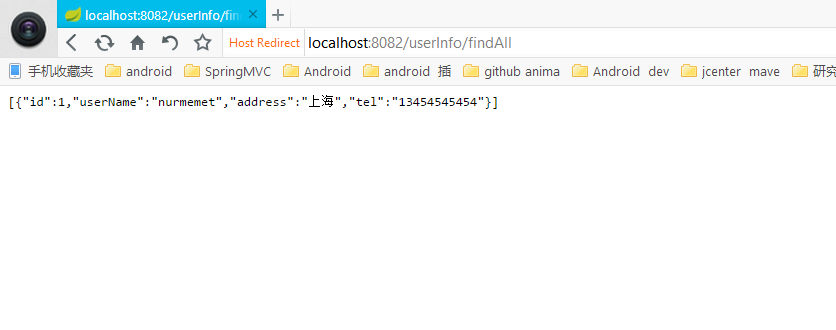 localhost:8082/userInfo/find
Host Redirect localhost:8082/userInfo/findAll
手机收藏夹 android SpringMVC Android android 插 github anima Android dev jcenter mave 研究
[{"id":1,"userName":"nurmemet","address":"上海","tel":"13454545454"}]